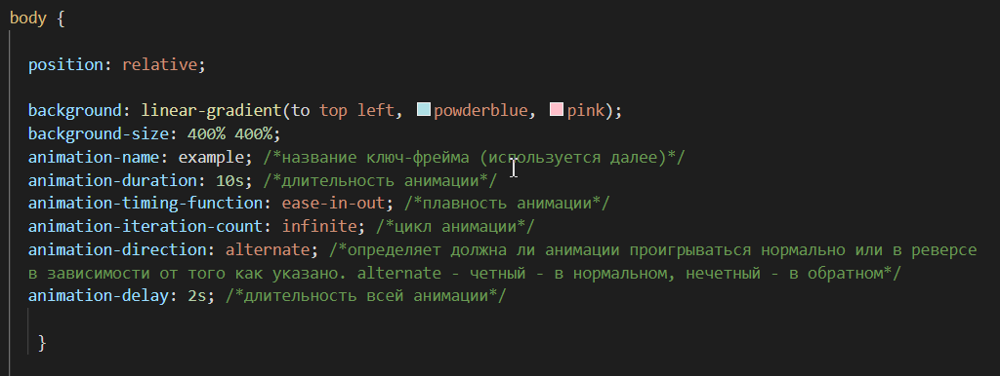 body {
position: relative;
background: linear-gradient(to top left, powderblue, pink);
background-size: 400% 400%;
animation-name: example; /*название ключ-фрейма (используется далее)*/
animation-duration: 10s; /*длительность анимации*/
animation-timing-function: ease-in-out; /*плавность анимации*/
animation-iteration-count: infinite; /*цикл анимации*/
animation-direction: alternate; /*определяет должна ли анимации проигрываться нормально или в реверсе
в зависимости от того как указано. alternate - четный - в нормальном, нечетный - в обратном*/
animation-delay: 2s; /*длительность всей анимации*/
}